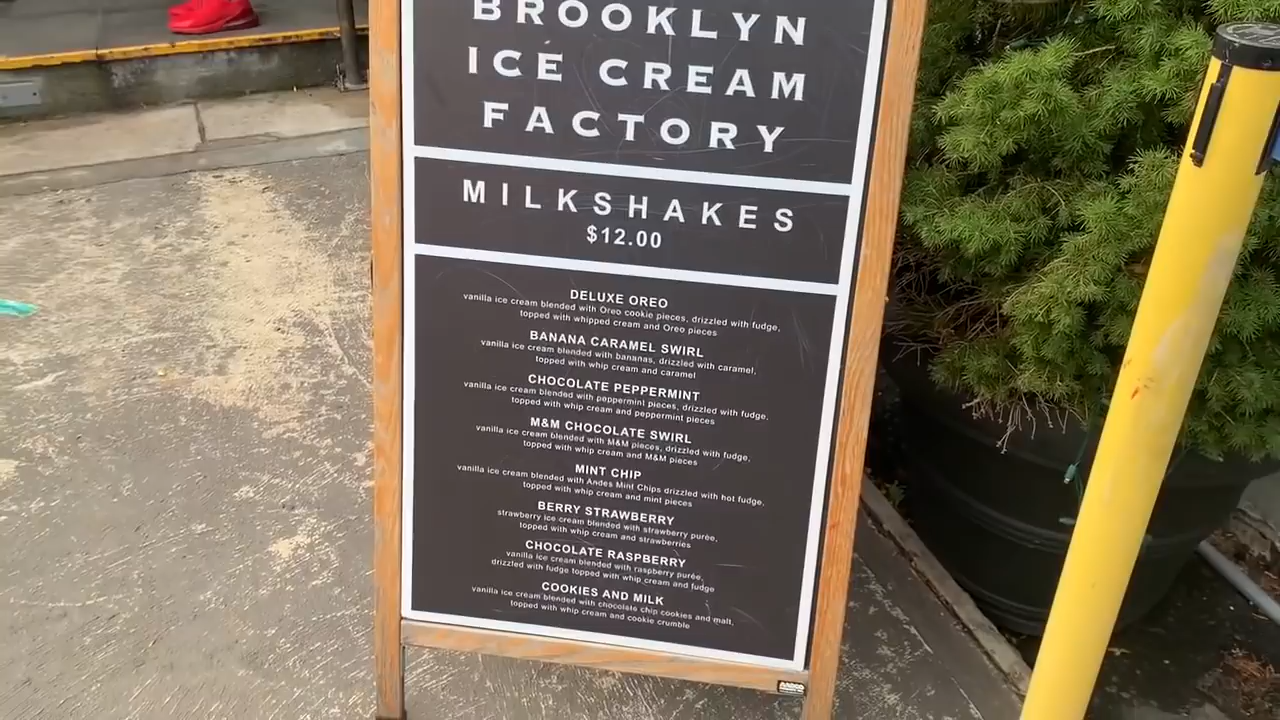 BROOKLYN
ICE CREAM
FACTORY
MILKSHAKES
$12.00
DELUXE OREO
vanilla ice cream blended with Oreo cookie pieces, drizzled with fudge,
topped with whipped cream and Oreo pieces
BANANA CARAMEL SWIRL
vanilla ice cream blended with bananas, drizzled with caramel,
topped with whip cream and caramel
CHOCOLATE PEPPERMINT
vanilla ice cream blended with peppermint pieces, drizzled with fudge,
topped with whip cream and peppermint pieces
M&M CHOCOLATE SWIRL
vanilla ice cream blended with M&M pieces, drizzled with fudge,
topped with whip cream and M&M pieces
MINT CHIP
vanilla ice cream blended with Andes Mint Chips drizzled with hot fudge,
topped with whip cream and mint pieces
BERRY STRAWBERRY
strawberry ice cream blended with strawberry purée,
topped with whip cream and strawberries
CHOCOLATE RASPBERRY
vanilla ice cream blended with raspberry purée,
drizzled with fudge topped with whip cream and fudge
COOKIES AND MILK
vanilla ice cream blended with chocolate chip cookies and malt,
topped with whip cream and cookie crumble